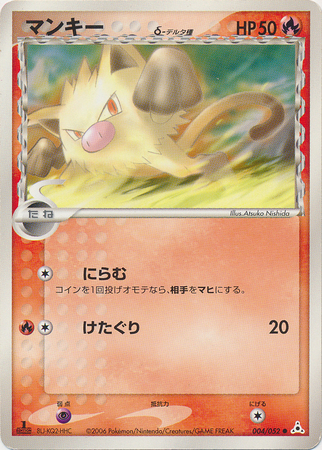 マンキー
δ-デルタ種
HP50
Illus.Atsuko Nishida
たね
にらむ
コインを1回投げオモテなら、相手をマヒにする。
けたぐり 20
弱点 抵抗力 にげる
©2006 Pokémon/Nintendo/Creatures/GAME FREAK
004/052 ●